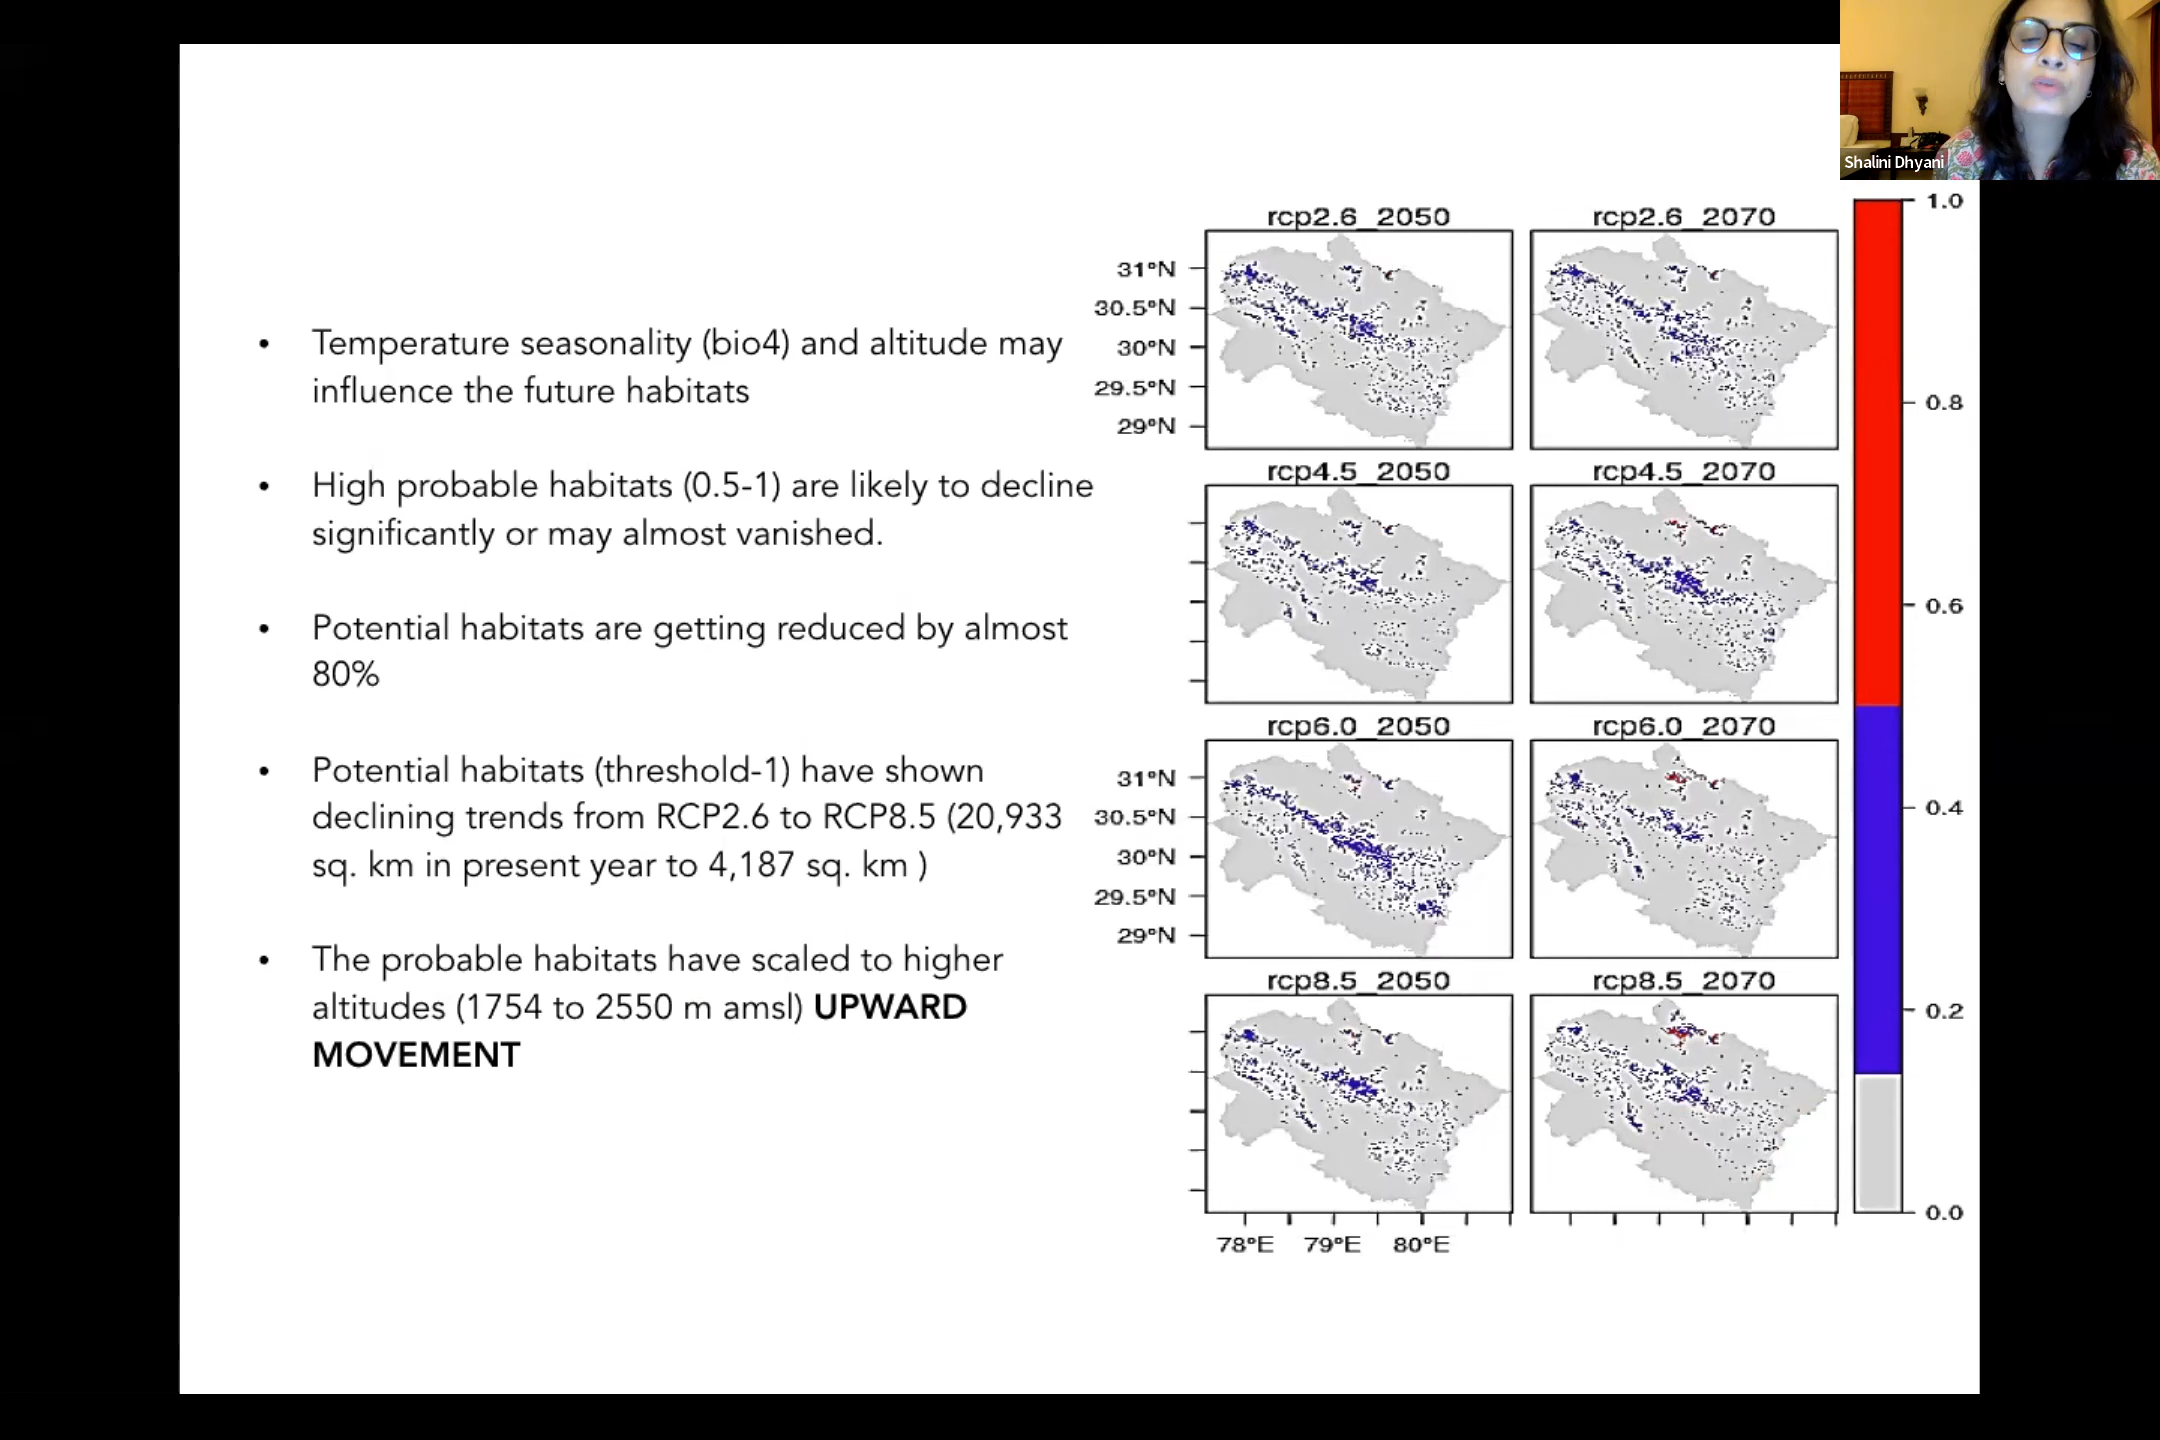 Shalini Dhyani
• Temperature seasonality (bio4) and altitude may
influence the future habitats
• High probable habitats (0.5-1) are likely to decline
significantly or may almost vanished.
• Potential habitats are getting reduced by almost
80%
• Potential habitats (threshold-1) have shown
declining trends from RCP2.6 to RCP8.5 (20,933
sq. km in present year to 4,187 sq. km )
• The probable habitats have scaled to higher
altitudes (1754 to 2550 m amsl) UPWARD
MOVEMENT
rcp2.6_2050 rcp2.6_2070
31°N
30.5°N
30°N
29.5°N
29°N
rcp4.5_2050 rcp4.5_2070
rcp6.0_2050 rcp6.0_2070
31°N
30.5°N
30°N
29.5°N
29°N
rcp8.5_2050 rcp8.5_2070
78°E 79°E 80°E
1.0
0.8
0.6
0.4
0.2
0.0